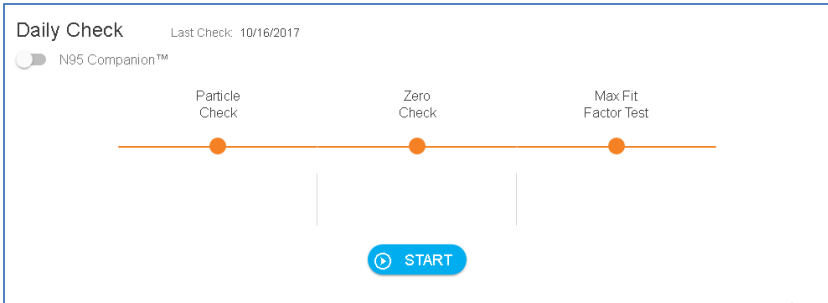 Daily Check Last Check: 10/16/2017
N95 Companion™
Particle Check
Zero Check
Max Fit Factor Test
START